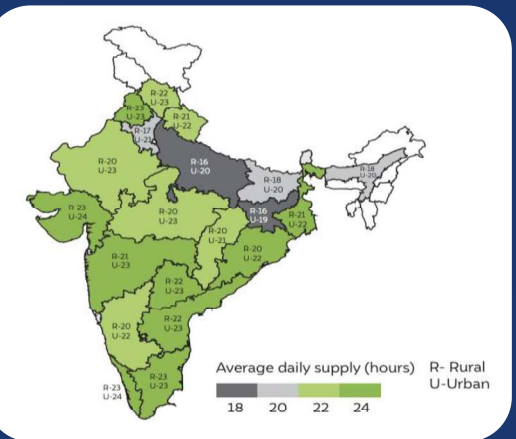 R-22
U-23
R-23
U-23
R-21
U-22
R-17
U-21
R-20
U-23
R-16
U-20
R-18
U-20
R-18
U-20
R-23
U-24
R-20
U-23
R-16
U-19
R-21
U-22
R-20
U-21
R-20
U-22
R-21
U-23
R-22
U-23
R-22
U-23
R-20
U-22
R-23
U-24
R-23
U-23
Average daily supply (hours)
18 20 22 24
R- Rural
U-Urban